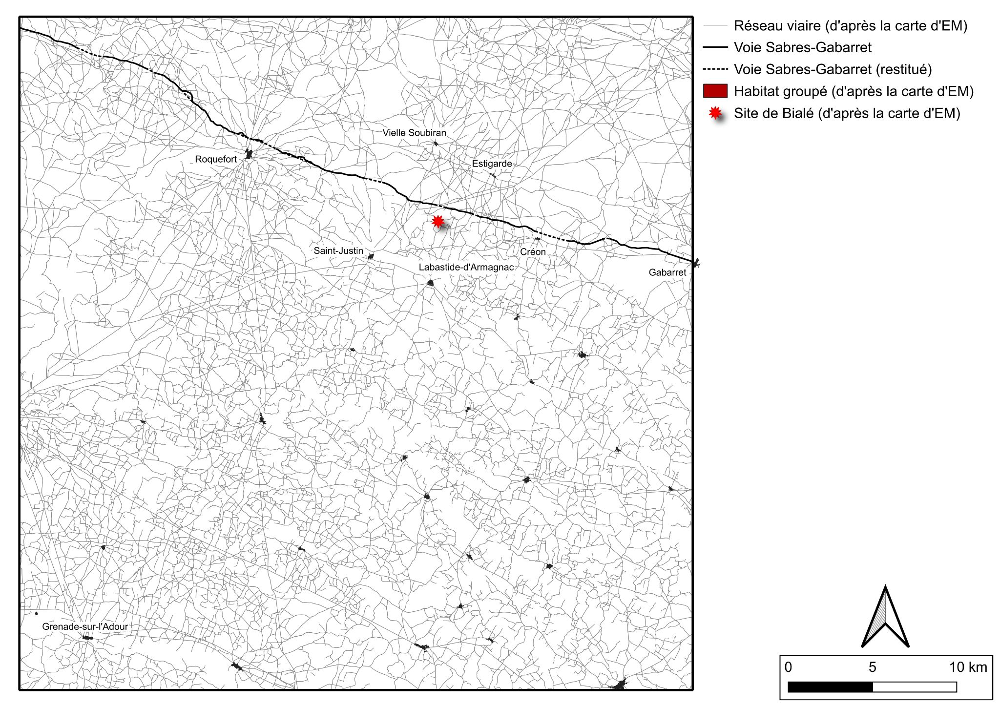 Réseau viaire (d'après la carte d'EM)
Voie Sabres-Gabarret
Voie Sabres-Gabarret (restitué)
Habitat groupé (d'après la carte d'EM)
Site de Bialé (d'après la carte d'EM)
Vielle Soubiran
Roquefort
Estigarde
Saint-Justin
Créon
Labastide-d'Armagnac
Gabarret
Grenade-sur-l'Adour
0 5 10 km